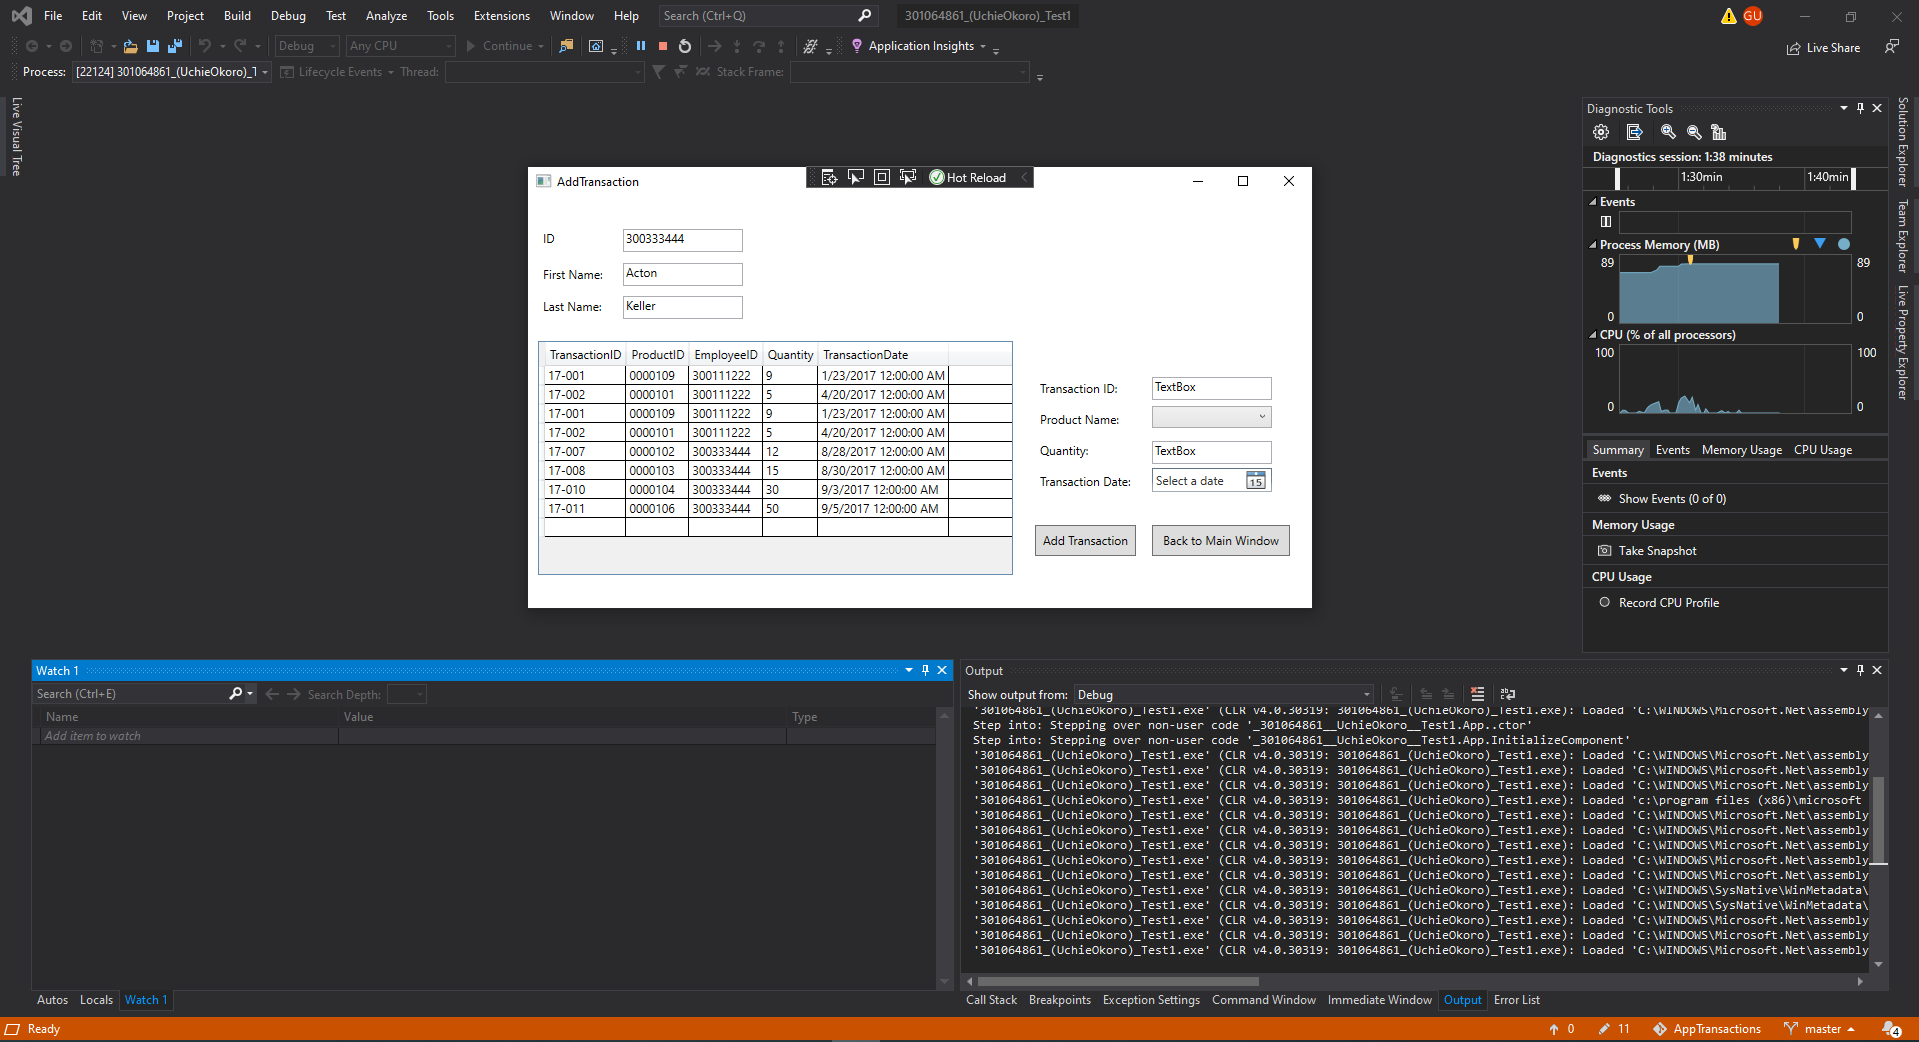 File Edit View Project Build Debug Test Analyze Tools Extensions Window Help Search (Ctrl+Q) 301064861_(UchieOkoro)_Test1 GU
Debug Any CPU Continue Application Insights Live Share
Process: [22124] 301064861_(UchieOkoro)_T Lifecycle Events Thread: Stack Frame:
Live Visual Tree
AddTransaction Hot Reload
ID 300333444
First Name: Acton
Last Name: Keller
TransactionID ProductID EmployeeID Quantity TransactionDate
17-001 0000109 300111222 9 1/23/2017 12:00:00 AM
17-002 0000101 300111222 5 4/20/2017 12:00:00 AM
17-001 0000109 300111222 9 1/23/2017 12:00:00 AM
17-002 0000101 300111222 5 4/20/2017 12:00:00 AM
17-007 0000102 300333444 12 8/28/2017 12:00:00 AM
17-008 0000103 300333444 15 8/30/2017 12:00:00 AM
17-010 0000104 300333444 30 9/3/2017 12:00:00 AM
17-011 0000106 300333444 50 9/5/2017 12:00:00 AM
Transaction ID: TextBox
Product Name:
Quantity: TextBox
Transaction Date: Select a date 15
Add Transaction Back to Main Window
Diagnostic Tools
Diagnostics session: 1:38 minutes
1:30min 1:40min
Events
Process Memory (MB)
89 89
0 0
CPU (% of all processors)
100 100
0 0
Summary Events Memory Usage CPU Usage
Events
Show Events (0 of 0)
Memory Usage
Take Snapshot
CPU Usage
Record CPU Profile
Solution Explorer
Team Explorer
Live Property Explorer
Watch 1
Search (Ctrl+E) Search Depth:
Name Value Type
Add item to watch
Autos Locals Watch 1
Output
Show output from: Debug
'301064861_(UchieOkoro)_Test1.exe' (CLR v4.0.30319: 301064861_(UchieOkoro)_Test1.exe): Loaded 'C:\WINDOWS\Microsoft.Net\assembly
Step into: Stepping over non-user code '_301064861__UchieOkoro__Test1.App..ctor'
Step into: Stepping over non-user code '_301064861__UchieOkoro__Test1.App.InitializeComponent'
'301064861_(UchieOkoro)_Test1.exe' (CLR v4.0.30319: 301064861_(UchieOkoro)_Test1.exe): Loaded 'C:\WINDOWS\Microsoft.Net\assembly
'301064861_(UchieOkoro)_Test1.exe' (CLR v4.0.30319: 301064861_(UchieOkoro)_Test1.exe): Loaded 'C:\WINDOWS\Microsoft.Net\assembly
'301064861_(UchieOkoro)_Test1.exe' (CLR v4.0.30319: 301064861_(UchieOkoro)_Test1.exe): Loaded 'C:\WINDOWS\Microsoft.Net\assembly
'301064861_(UchieOkoro)_Test1.exe' (CLR v4.0.30319: 301064861_(UchieOkoro)_Test1.exe): Loaded 'c:\program files (x86)\microsoft
'301064861_(UchieOkoro)_Test1.exe' (CLR v4.0.30319: 301064861_(UchieOkoro)_Test1.exe): Loaded 'C:\WINDOWS\Microsoft.Net\assembly
'301064861_(UchieOkoro)_Test1.exe' (CLR v4.0.30319: 301064861_(UchieOkoro)_Test1.exe): Loaded 'C:\WINDOWS\Microsoft.Net\assembly
'301064861_(UchieOkoro)_Test1.exe' (CLR v4.0.30319: 301064861_(UchieOkoro)_Test1.exe): Loaded 'C:\WINDOWS\Microsoft.Net\assembly
'301064861_(UchieOkoro)_Test1.exe' (CLR v4.0.30319: 301064861_(UchieOkoro)_Test1.exe): Loaded 'C:\WINDOWS\Microsoft.Net\assembly
'301064861_(UchieOkoro)_Test1.exe' (CLR v4.0.30319: 301064861_(UchieOkoro)_Test1.exe): Loaded 'C:\WINDOWS\Microsoft.Net\assembly
'301064861_(UchieOkoro)_Test1.exe' (CLR v4.0.30319: 301064861_(UchieOkoro)_Test1.exe): Loaded 'C:\WINDOWS\SysNative\WinMetadata\
'301064861_(UchieOkoro)_Test1.exe' (CLR v4.0.30319: 301064861_(UchieOkoro)_Test1.exe): Loaded 'C:\WINDOWS\SysNative\WinMetadata\
'301064861_(UchieOkoro)_Test1.exe' (CLR v4.0.30319: 301064861_(UchieOkoro)_Test1.exe): Loaded 'C:\WINDOWS\Microsoft.Net\assembly
'301064861_(UchieOkoro)_Test1.exe' (CLR v4.0.30319: 301064861_(UchieOkoro)_Test1.exe): Loaded 'C:\WINDOWS\Microsoft.Net\assembly
'301064861_(UchieOkoro)_Test1.exe' (CLR v4.0.30319: 301064861_(UchieOkoro)_Test1.exe): Loaded 'C:\WINDOWS\Microsoft.Net\assembly
Call Stack Breakpoints Exception Settings Command Window Immediate Window Output Error List
Ready 0 11 AppTransactions master 4